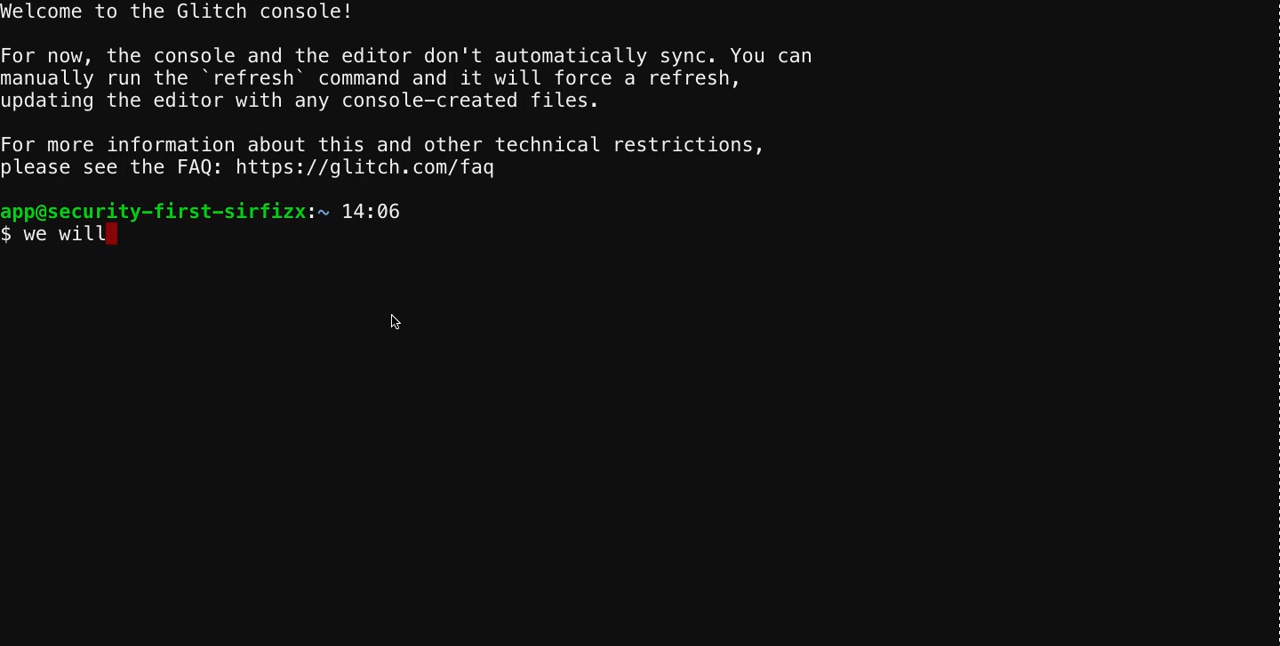 Welcome to the Glitch console!
For now, the console and the editor don't automatically sync. You can
manually run the `refresh` command and it will force a refresh,
updating the editor with any console-created files.
For more information about this and other technical restrictions,
please see the FAQ: https://glitch.com/faq
app@security-first-sirfizx:~ 14:06
$ we will